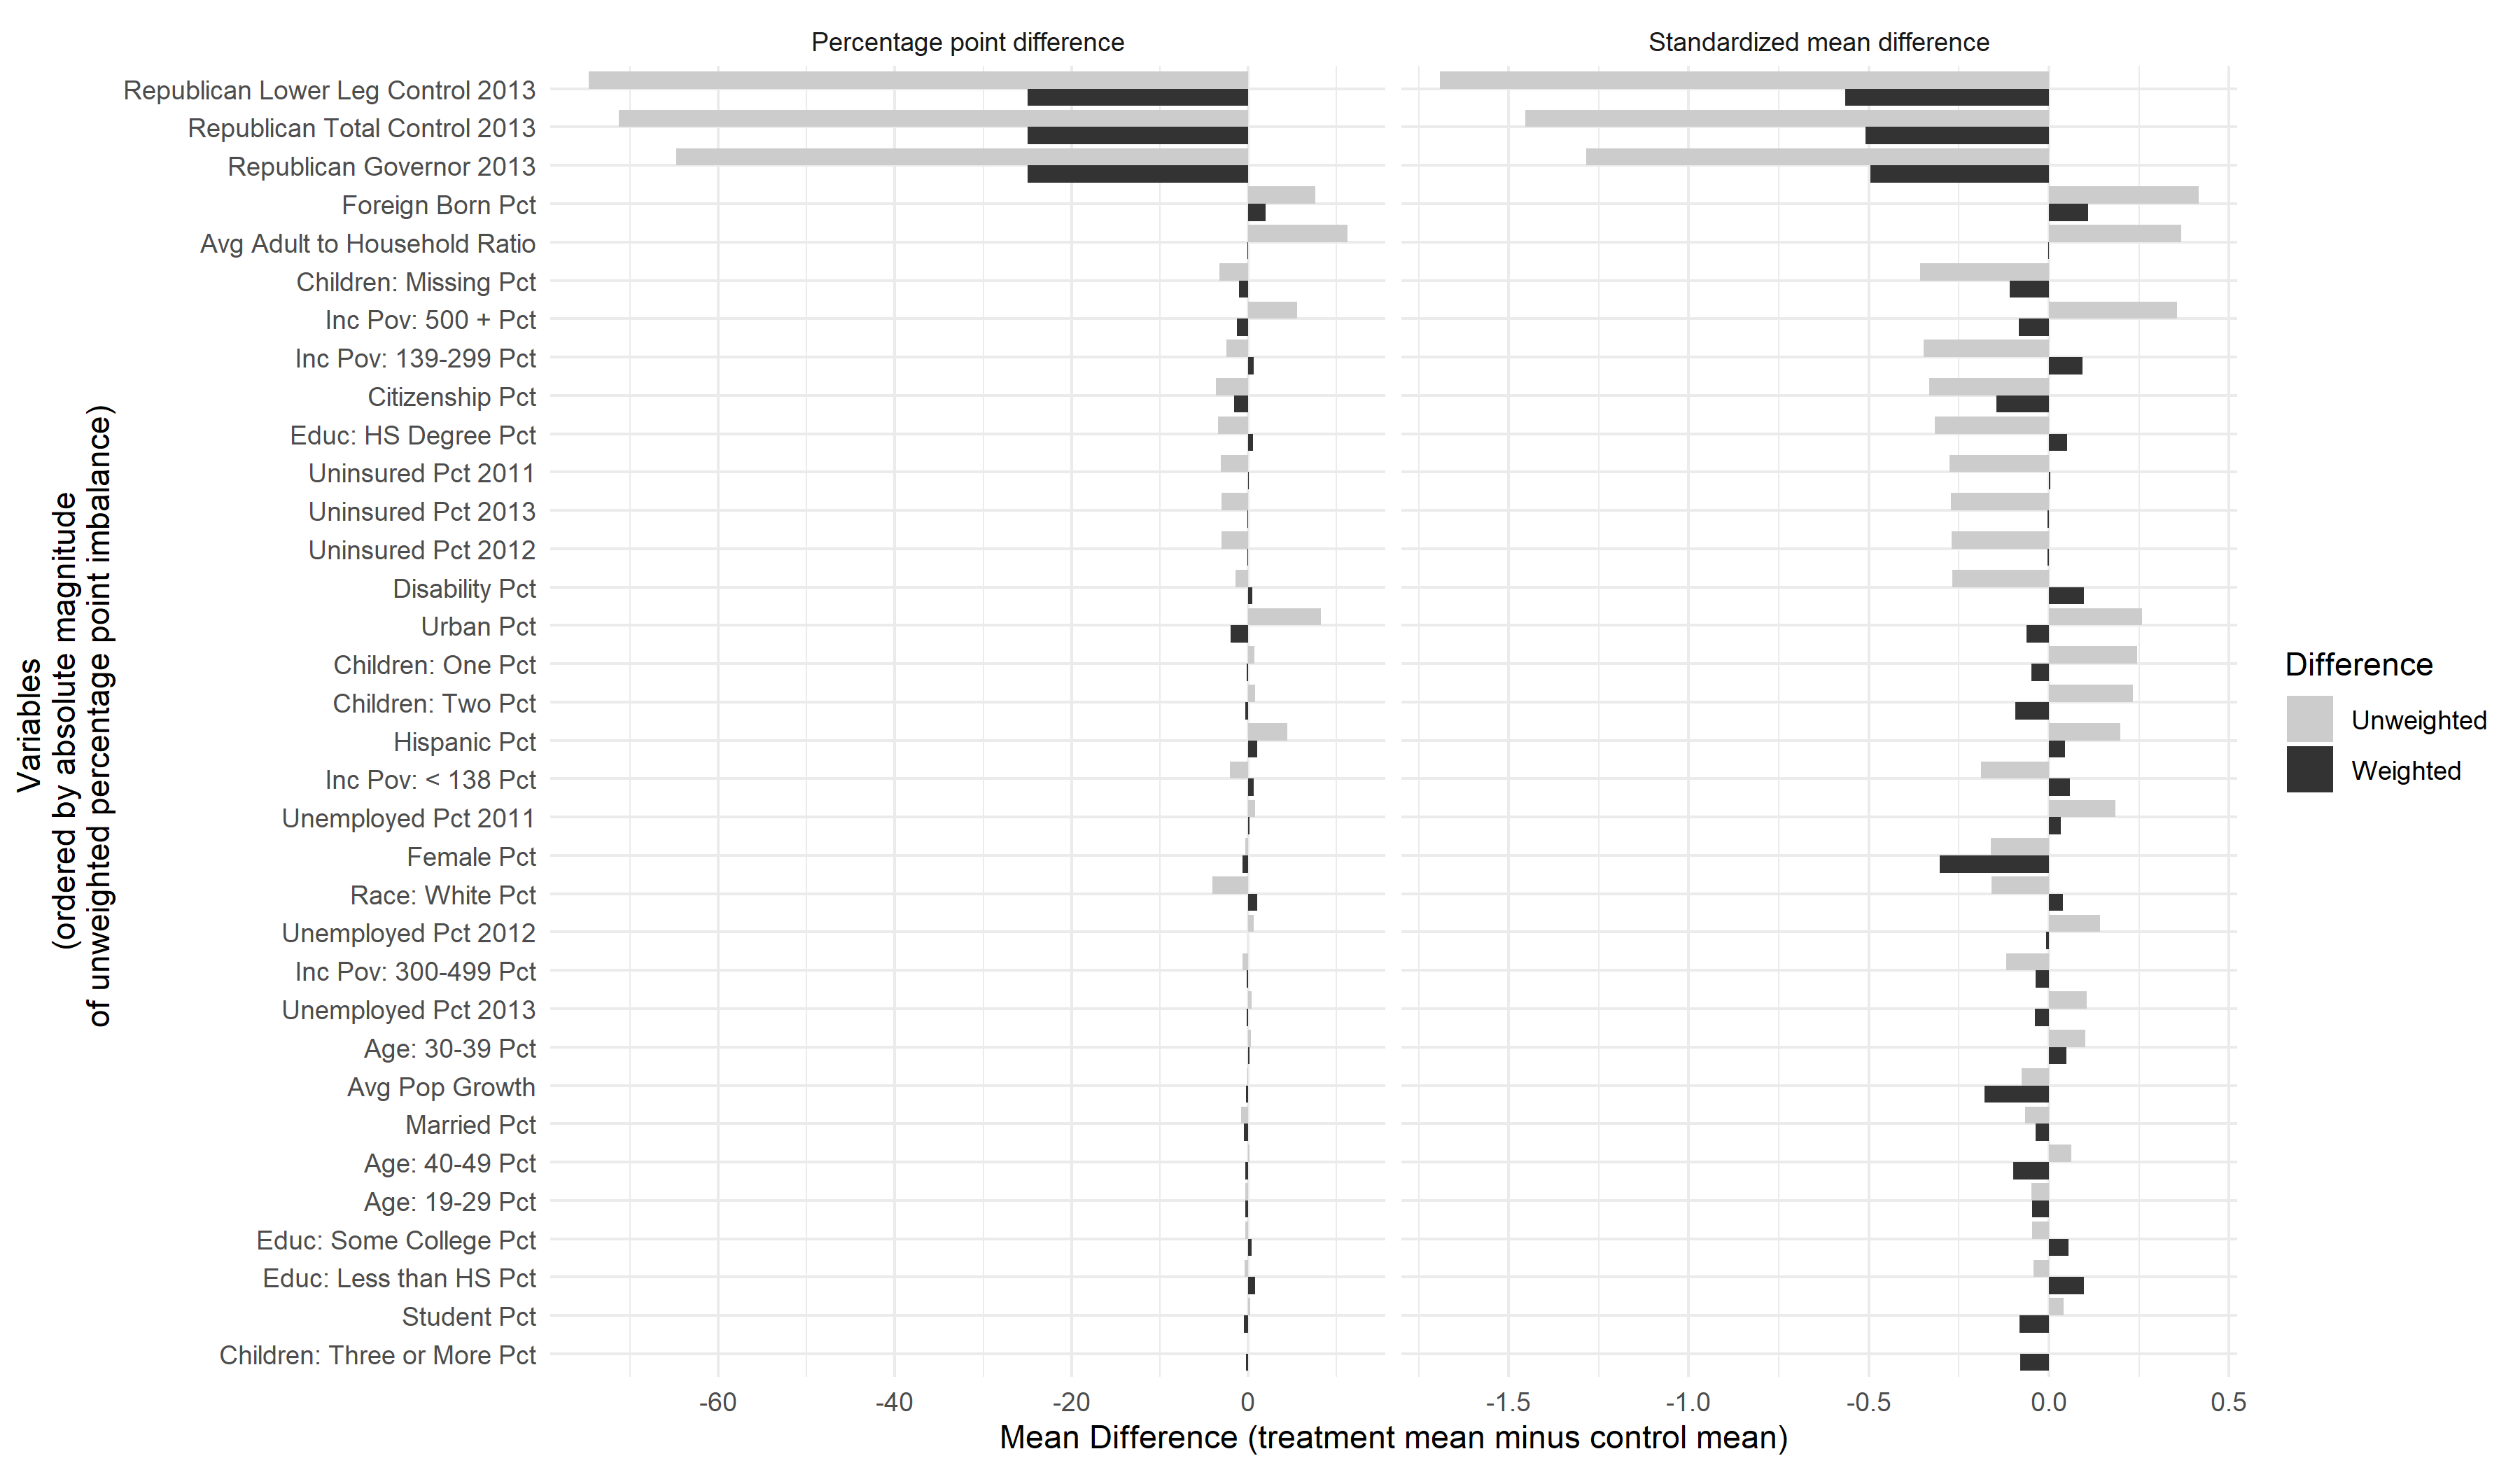 Percentage point difference
Standardized mean difference
Republican Lower Leg Control 2013
Republican Total Control 2013
Republican Governor 2013
Foreign Born Pct
Avg Adult to Household Ratio
Children: Missing Pct
Inc Pov: 500 + Pct
Inc Pov: 139-299 Pct
Citizenship Pct
Educ: HS Degree Pct
Uninsured Pct 2011
Uninsured Pct 2013
Uninsured Pct 2012
Disability Pct
Urban Pct
Children: One Pct
Children: Two Pct
Hispanic Pct
Inc Pov: < 138 Pct
Unemployed Pct 2011
Female Pct
Race: White Pct
Unemployed Pct 2012
Inc Pov: 300-499 Pct
Unemployed Pct 2013
Age: 30-39 Pct
Avg Pop Growth
Married Pct
Age: 40-49 Pct
Age: 19-29 Pct
Educ: Some College Pct
Educ: Less than HS Pct
Student Pct
Children: Three or More Pct
Variables
(ordered by absolute magnitude
of unweighted percentage point imbalance)
-60 -40 -20 0
-1.5 -1.0 -0.5 0.0 0.5
Mean Difference (treatment mean minus control mean)
Difference
Unweighted
Weighted